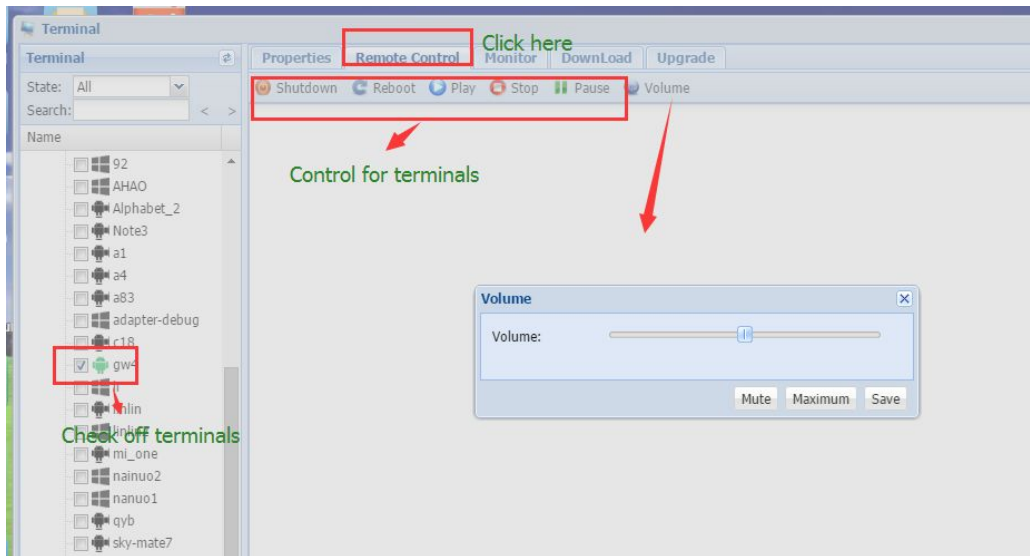 Terminal
Terminal
State: All
Search: < >
Name
92
AHAO
Alphabet_2
Note3
a1
a4
a83
adapter-debug
c18
gw4
mi_one
nainuo2
nanuo1
qyb
sky-mate7
Check off terminals
Click here
Properties Remote Control Monitor DownLoad Upgrade
Shutdown Reboot Play Stop Pause Volume
Control for terminals
Volume
Volume:
Mute Maximum Save